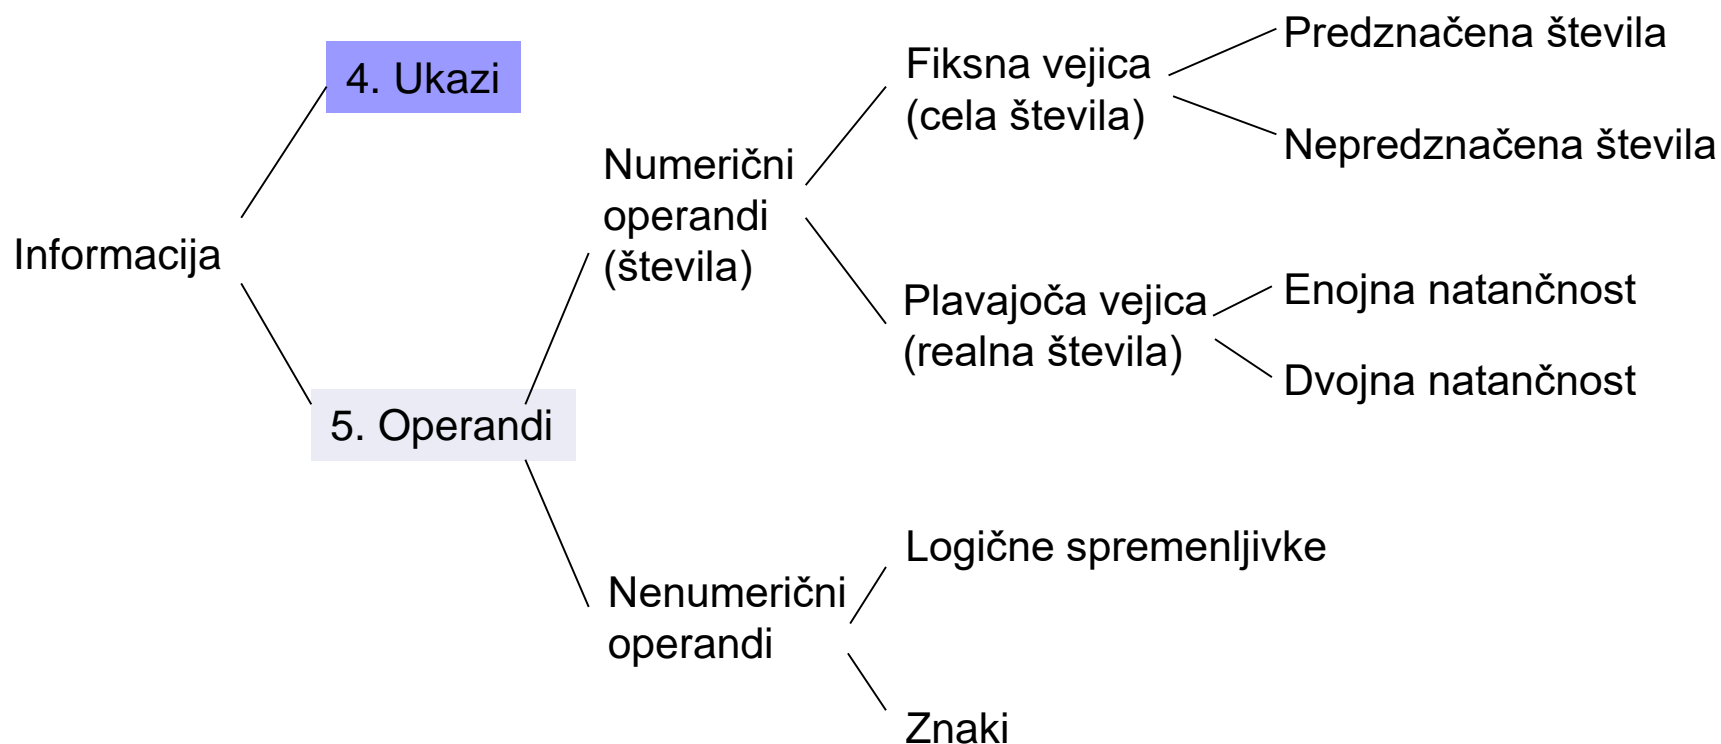 Informacija
4. Ukazi
5. Operandi
Numerični
operandi
(števila)
Fiksna vejica
(cela števila)
Predznačena števila
Nepredznačena števila
Plavajoča vejica
(realna števila)
Enojna natančnost
Dvojna natančnost
Nenumerični
operandi
Logične spremenljivke
Znaki